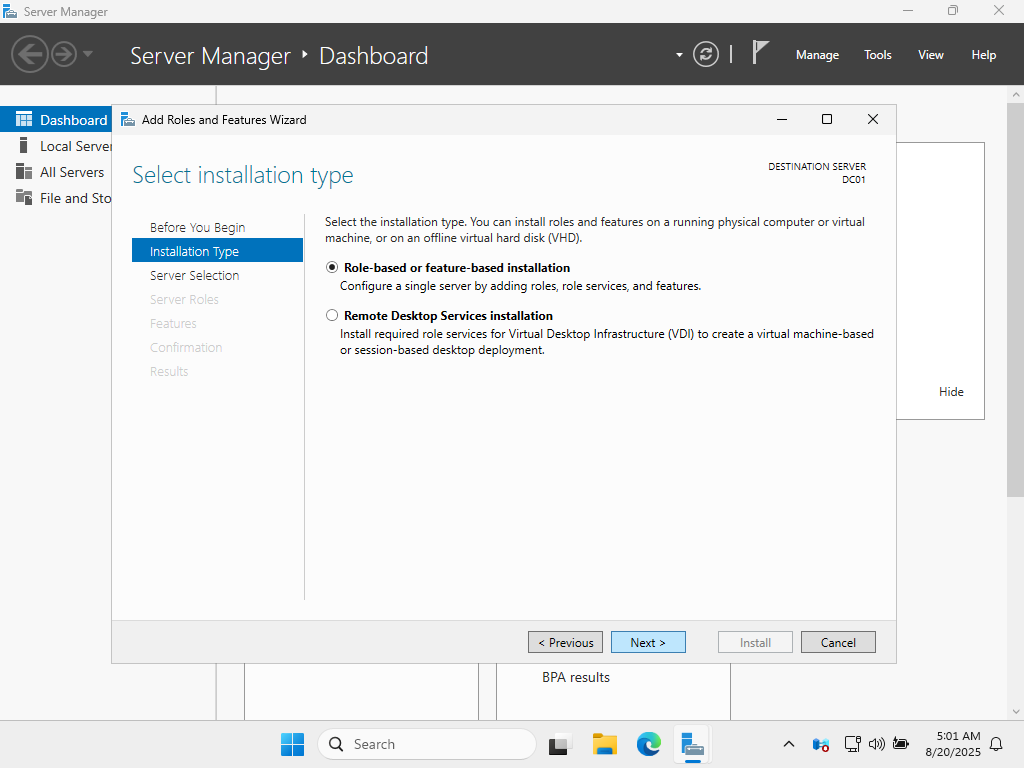 Server Manager
Server Manager ‣ Dashboard
Manage Tools View Help
Dashboard
Local Server
All Servers
File and Sto
Add Roles and Features Wizard
Select installation type
DESTINATION SERVER
DC01
Before You Begin
Installation Type
Server Selection
Server Roles
Features
Confirmation
Results
Select the installation type. You can install roles and features on a running physical computer or virtual
machine, or on an offline virtual hard disk (VHD).
Role-based or feature-based installation
Configure a single server by adding roles, role services, and features.
Remote Desktop Services installation
Install required role services for Virtual Desktop Infrastructure (VDI) to create a virtual machine-based
or session-based desktop deployment.
Hide
< Previous Next > Install Cancel
BPA results
Search
5:01 AM
8/20/2025